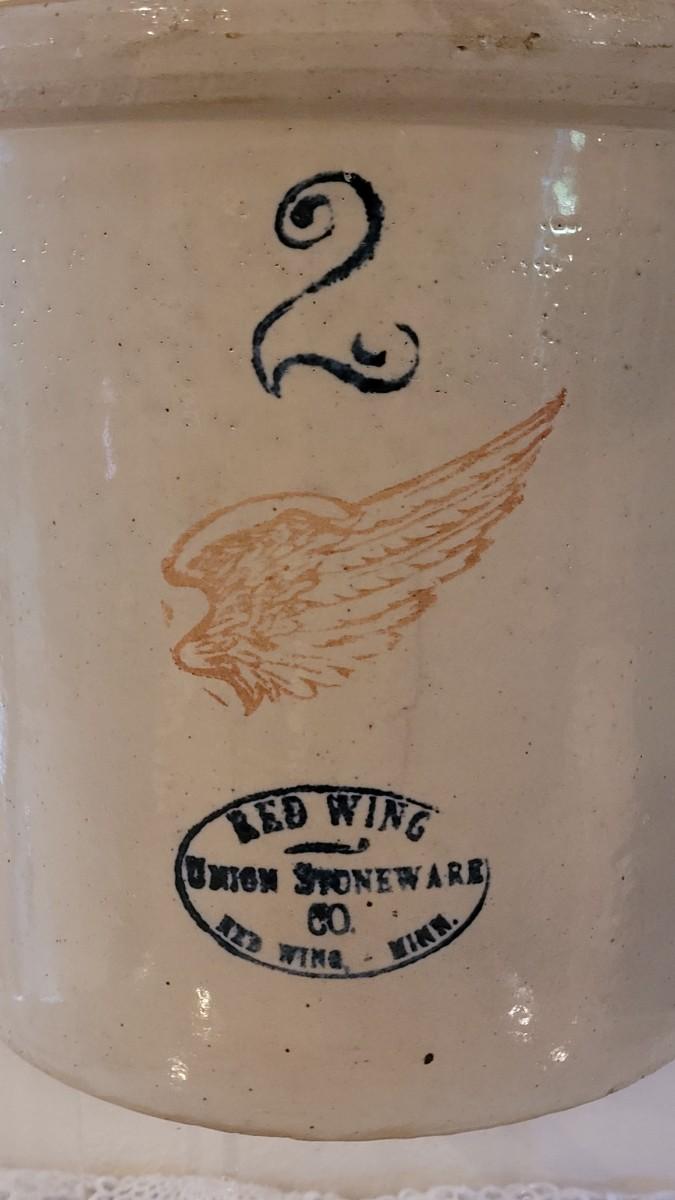 2
RED WING
UNION STONEWARE
CO.
RED WING, - MINN.